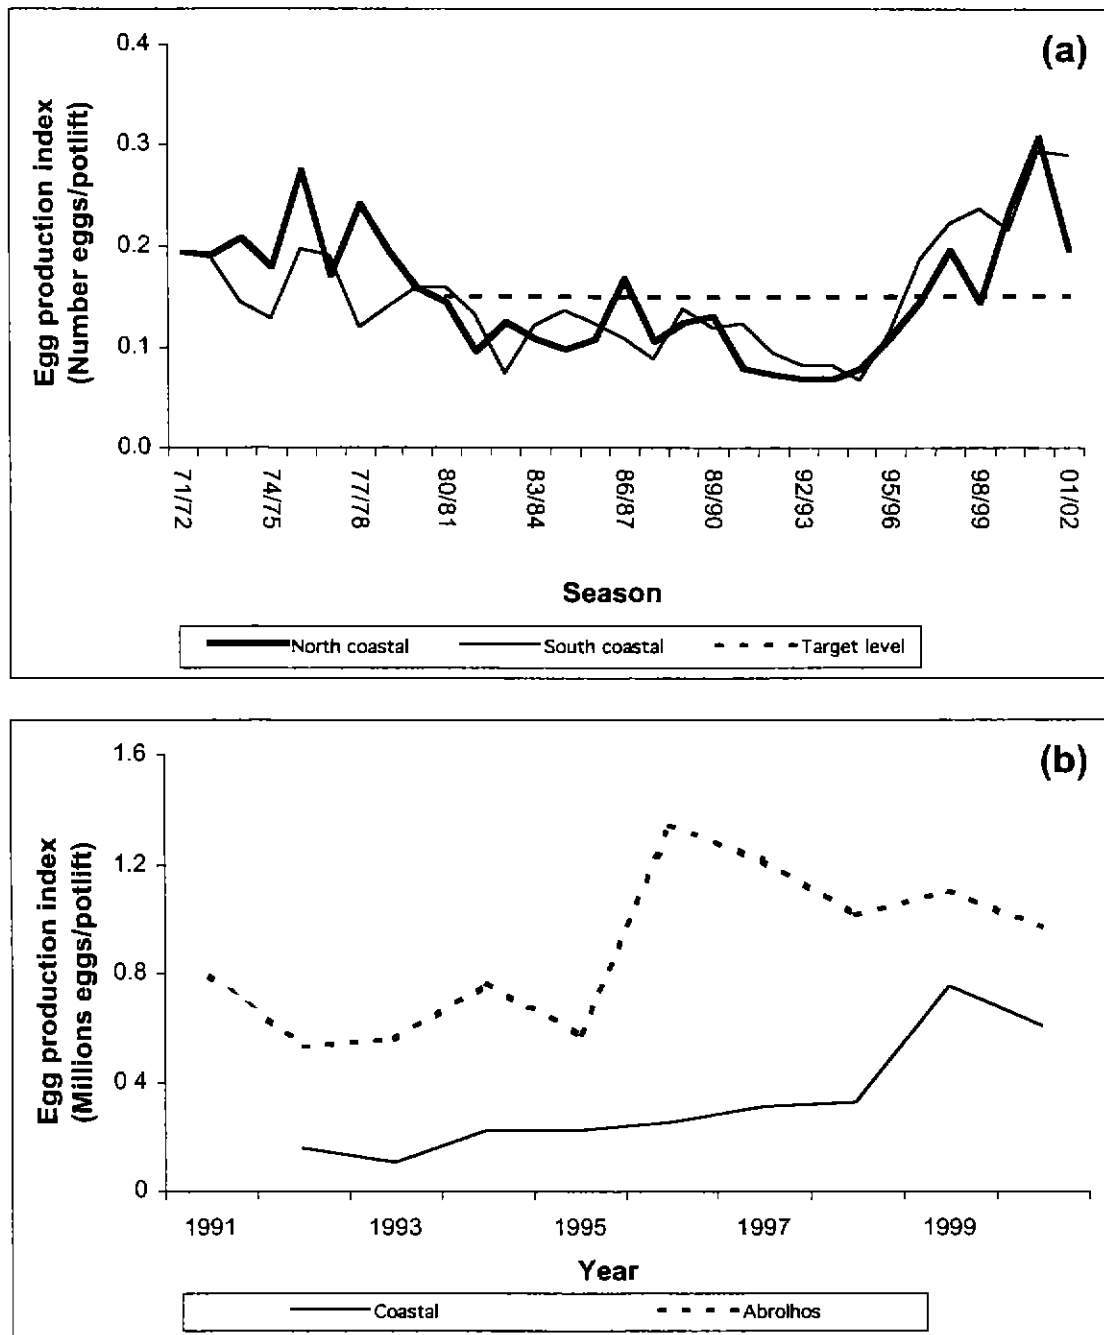 (a)
Egg production index
(Number eggs/potlift)
0.4
0.3
0.2
0.1
0.0
71/72
74/75
77/78
80/81
83/84
86/87
89/90
92/93
95/96
98/99
01/02
Season
North coastal South coastal Target level
(b)
Egg production index
(Millions eggs/potlift)
1.6
1.2
0.8
0 4
0
1991 1993 1995 1997 1999
Year
Coastal Abrolhos